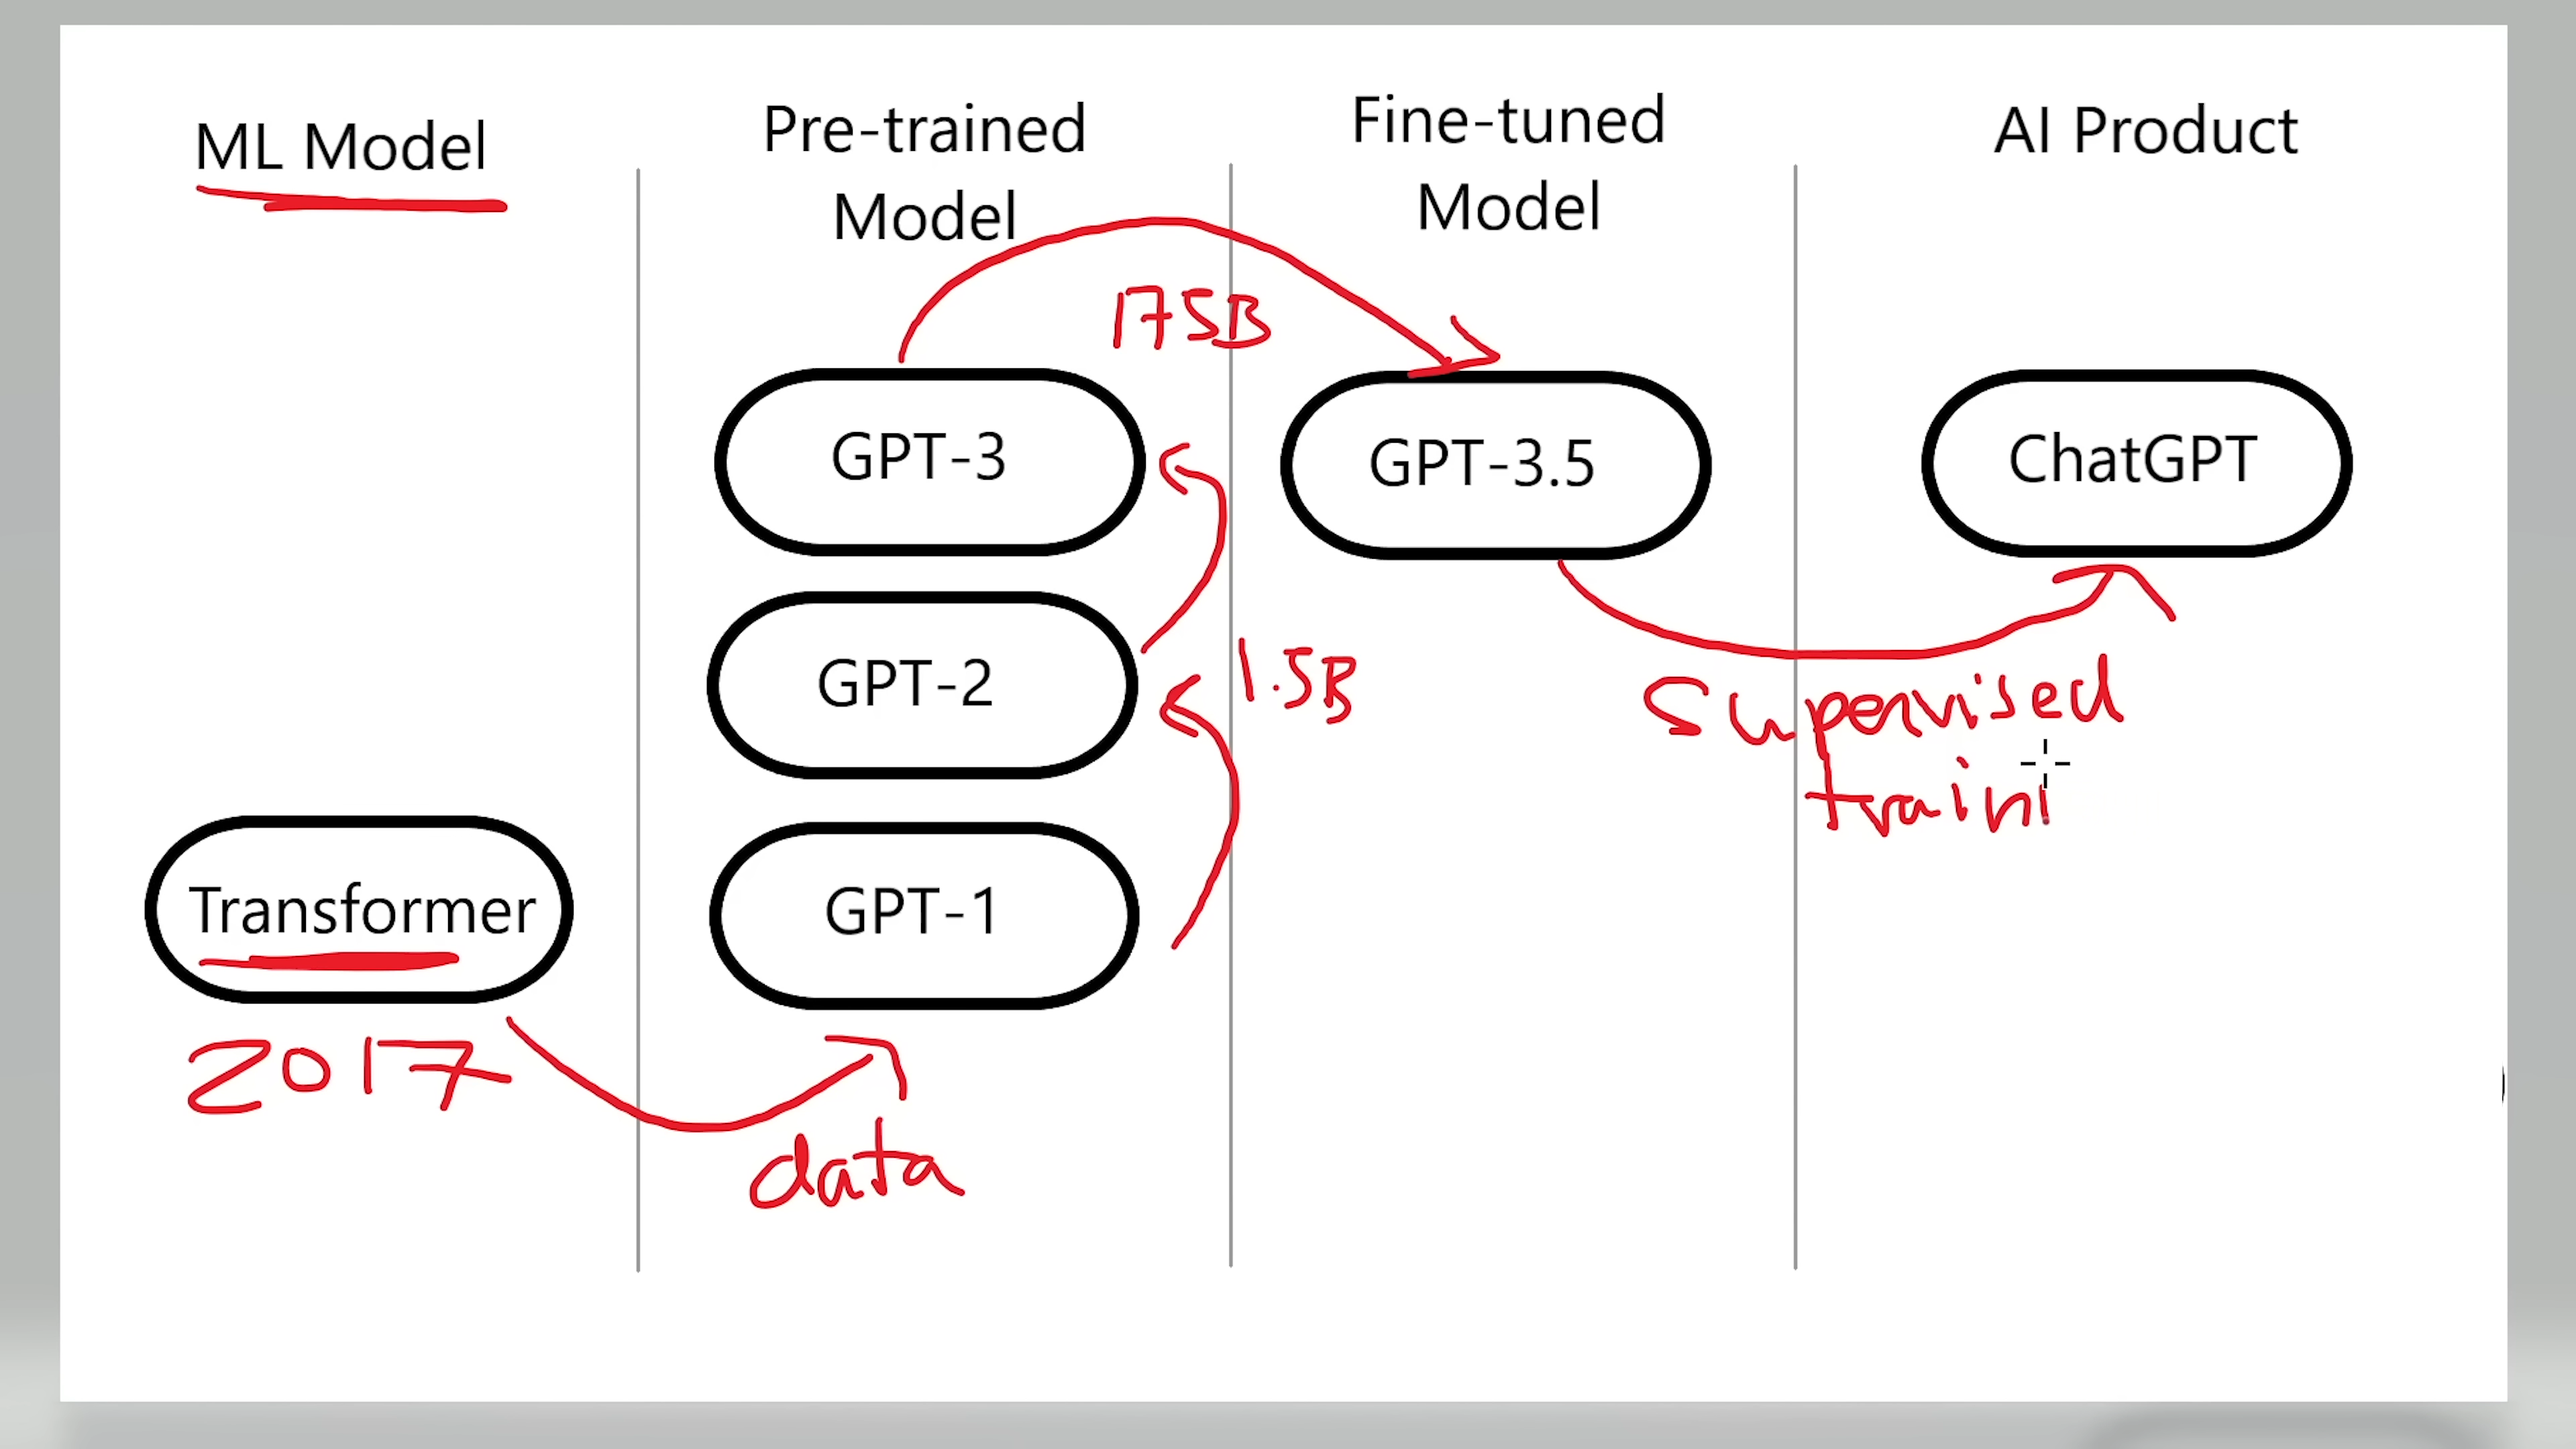 ML Model
Pre-trained
Model
Fine-tuned
Model
AI Product
175B
GPT-3
GPT-3.5
ChatGPT
GPT-2
1.5B
Supervised
trainı
Transformer
GPT-1
2017
data